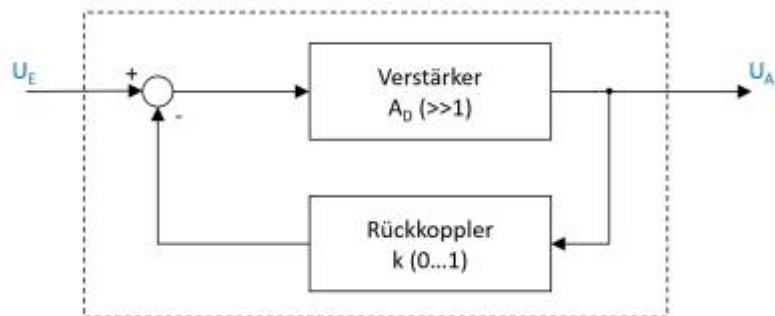 U_E
+
-
Verstärker
A_D (>>1)
U_A
Rückkoppler
k (0...1)